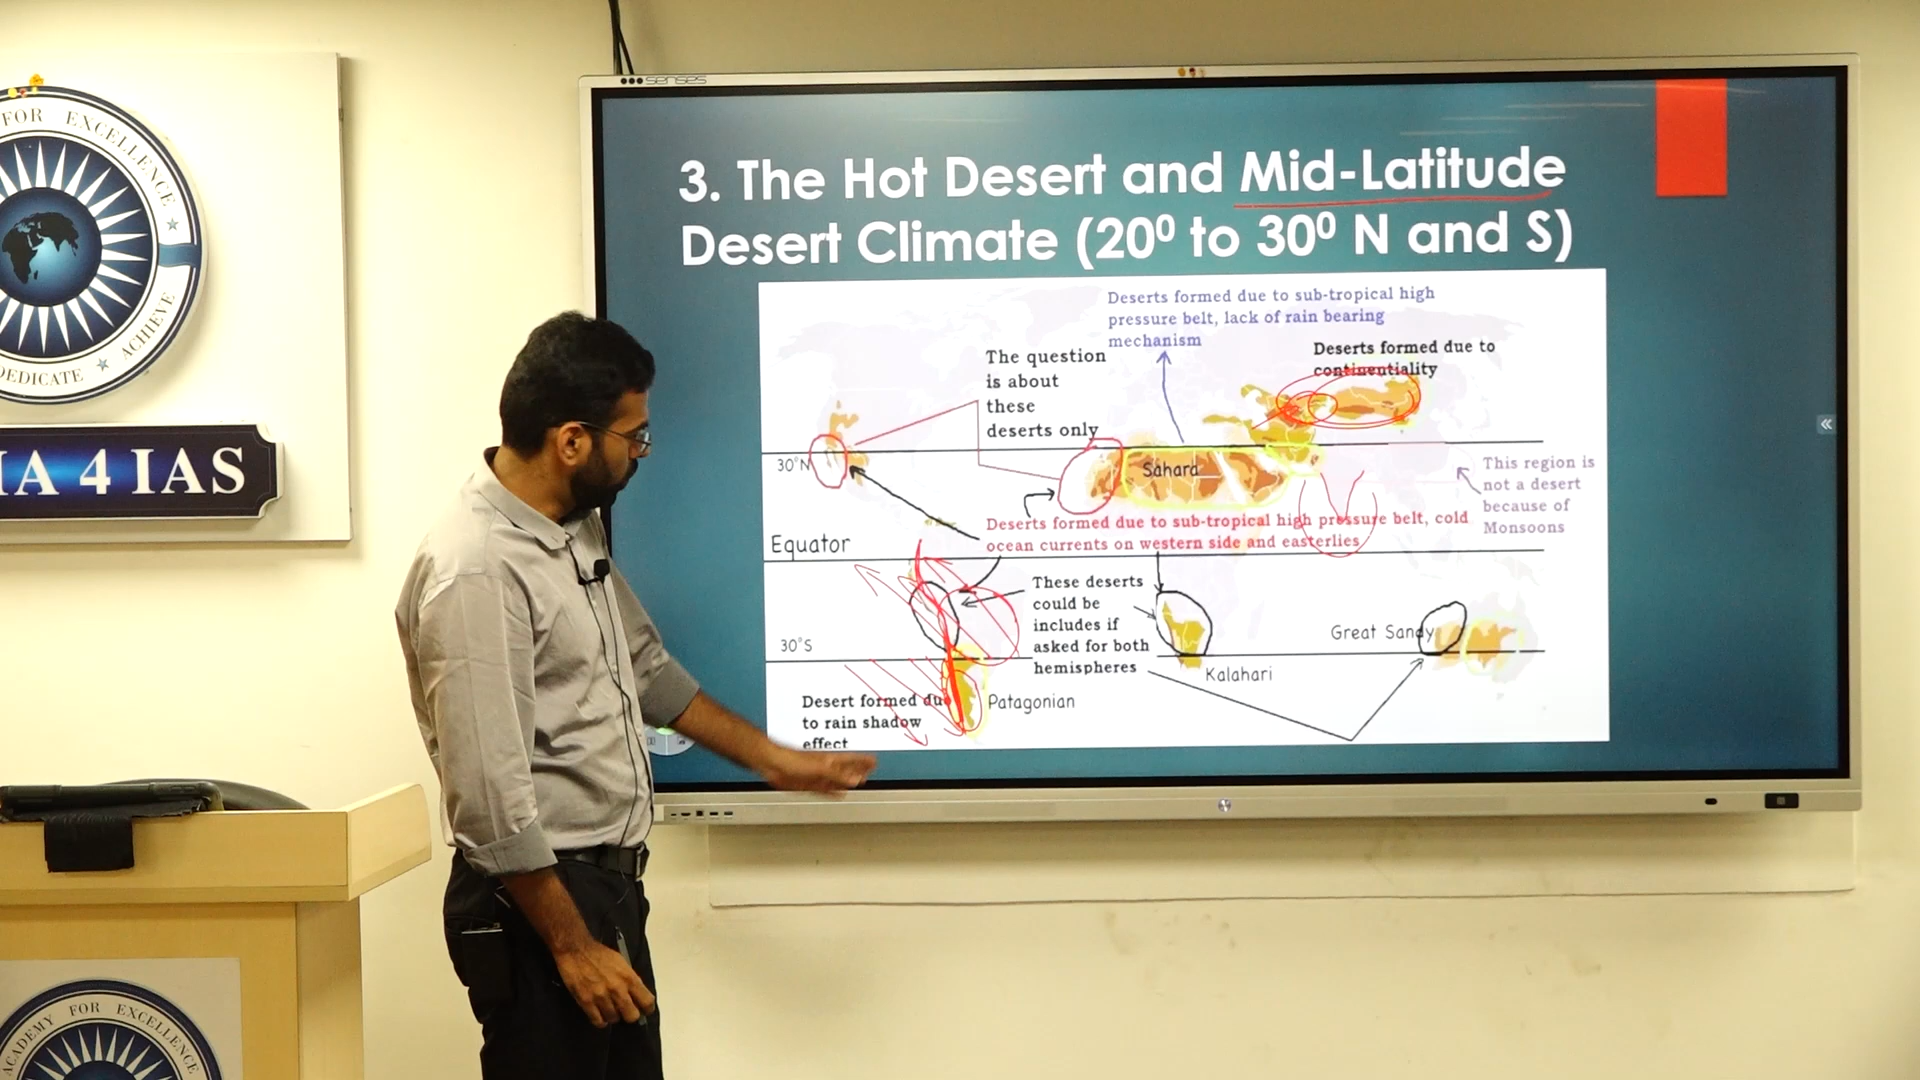 FOR EXCELLENCE
ACHIEVE
DEDICATE
IA 4 IAS
ACADEMY FOR EXCELLENCE
senses
3. The Hot Desert and Mid-Latitude
Desert Climate (20⁰ to 30⁰ N and S)
Deserts formed due to sub-tropical high
pressure belt, lack of rain bearing
mechanism
Deserts formed due to
continentiality
The question
is about
these
deserts only
30°N
Sahara
This region is
not a desert
because of
Monsoons
Deserts formed due to sub-tropical high pressure belt, cold
ocean currents on western side and easterlies
Equator
These deserts
could be
includes if
asked for both
hemispheres
30°S
Great Sandy
Kalahari
Desert formed du
to rain shadow
effect
Patagonian